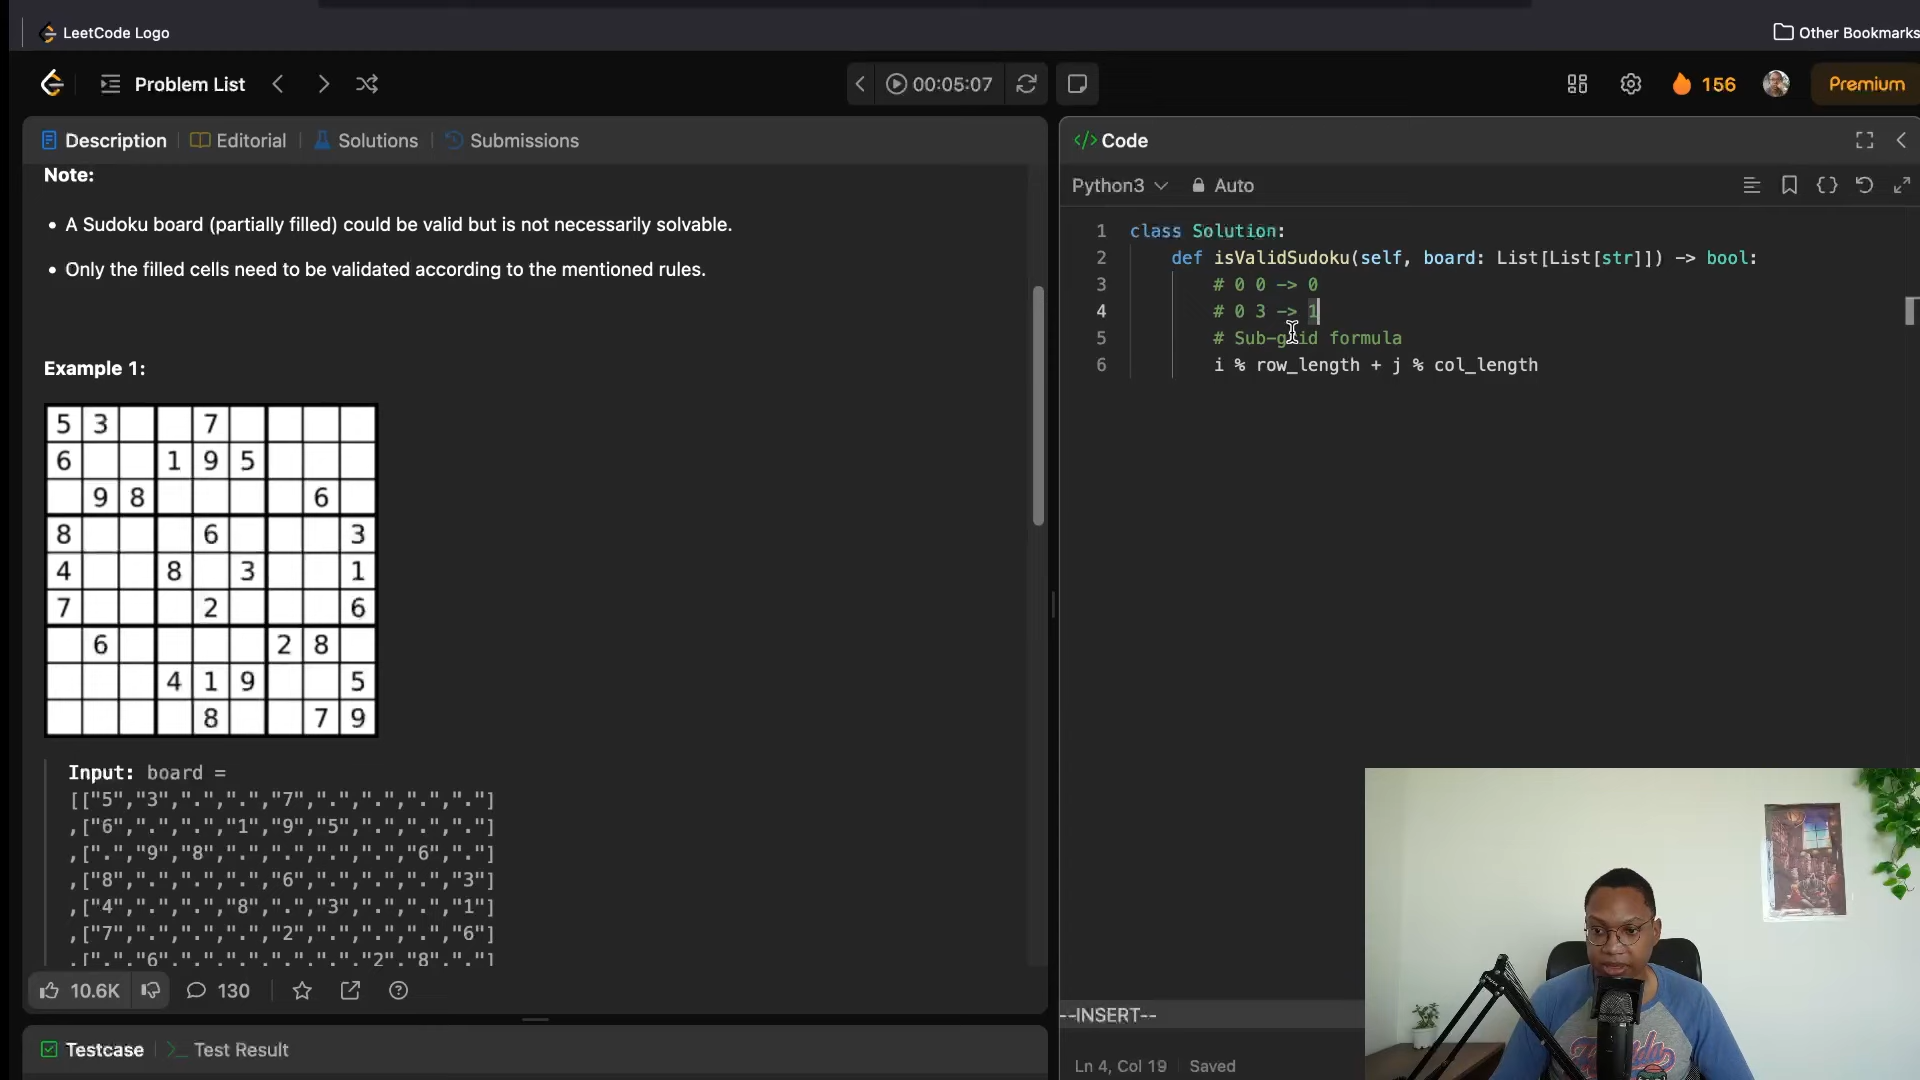 LeetCode Logo
Other Bookmarks
Problem List
00:05:07
156
Premium
Description
Editorial
Solutions
Submissions
Note:
• A Sudoku board (partially filled) could be valid but is not necessarily solvable.
• Only the filled cells need to be validated according to the mentioned rules.
Example 1:
5 3 7
6 1 9 5
9 8 6
8 6 3
4 8 3 1
7 2 6
6 2 8
4 1 9 5
8 7 9
Input: board =
[["5","3",".",".","7",".",".",".","."]
,["6",".",".","1","9","5",".",".","."]
,[".","9","8",".",".",".",".","6","."]
,["8",".",".",".","6",".",".",".","3"]
,["4",".",".","8",".","3",".",".","1"]
,["7",".",".",".","2",".",".",".","6"]
,[".","6",".",".",".",".","2","8","."]
10.6K
130
Testcase
>_ Test Result
</> Code
Python3
Auto
1 class Solution:
2 def isValidSudoku(self, board: List[List[str]]) -> bool:
3 # 0 0 -> 0
4 # 0 3 -> 1
5 # Sub-grid formula
6 i % row_length + j % col_length
--INSERT--
Ln 4, Col 19
Saved